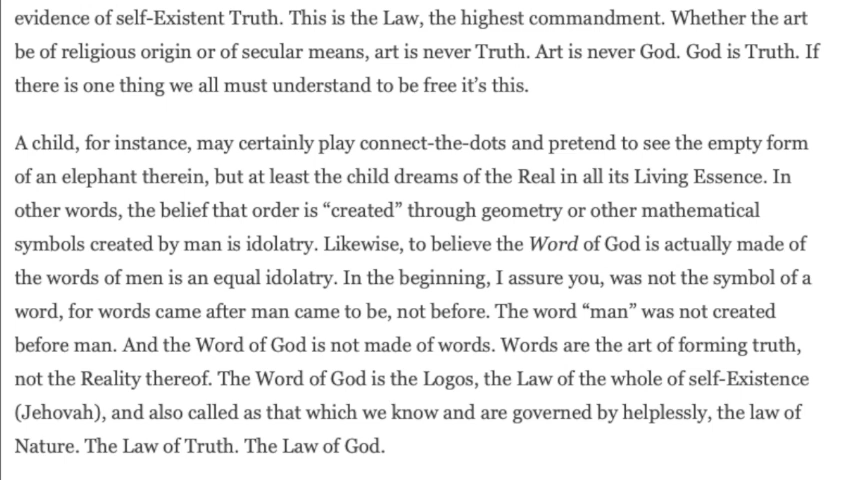 evidence of self-Existent Truth. This is the Law, the highest commandment. Whether the art
be of religious origin or of secular means, art is never Truth. Art is never God. God is Truth. If
there is one thing we all must understand to be free it’s this.
A child, for instance, may certainly play connect-the-dots and pretend to see the empty form
of an elephant therein, but at least the child dreams of the Real in all its Living Essence. In
other words, the belief that order is “created” through geometry or other mathematical
symbols created by man is idolatry. Likewise, to believe the Word of God is actually made of
the words of men is an equal idolatry. In the beginning, I assure you, was not the symbol of a
word, for words came after man came to be, not before. The word “man” was not created
before man. And the Word of God is not made of words. Words are the art of forming truth,
not the Reality thereof. The Word of God is the Logos, the Law of the whole of self-Existence
(Jehovah), and also called as that which we know and are governed by helplessly, the law of
Nature. The Law of Truth. The Law of God.